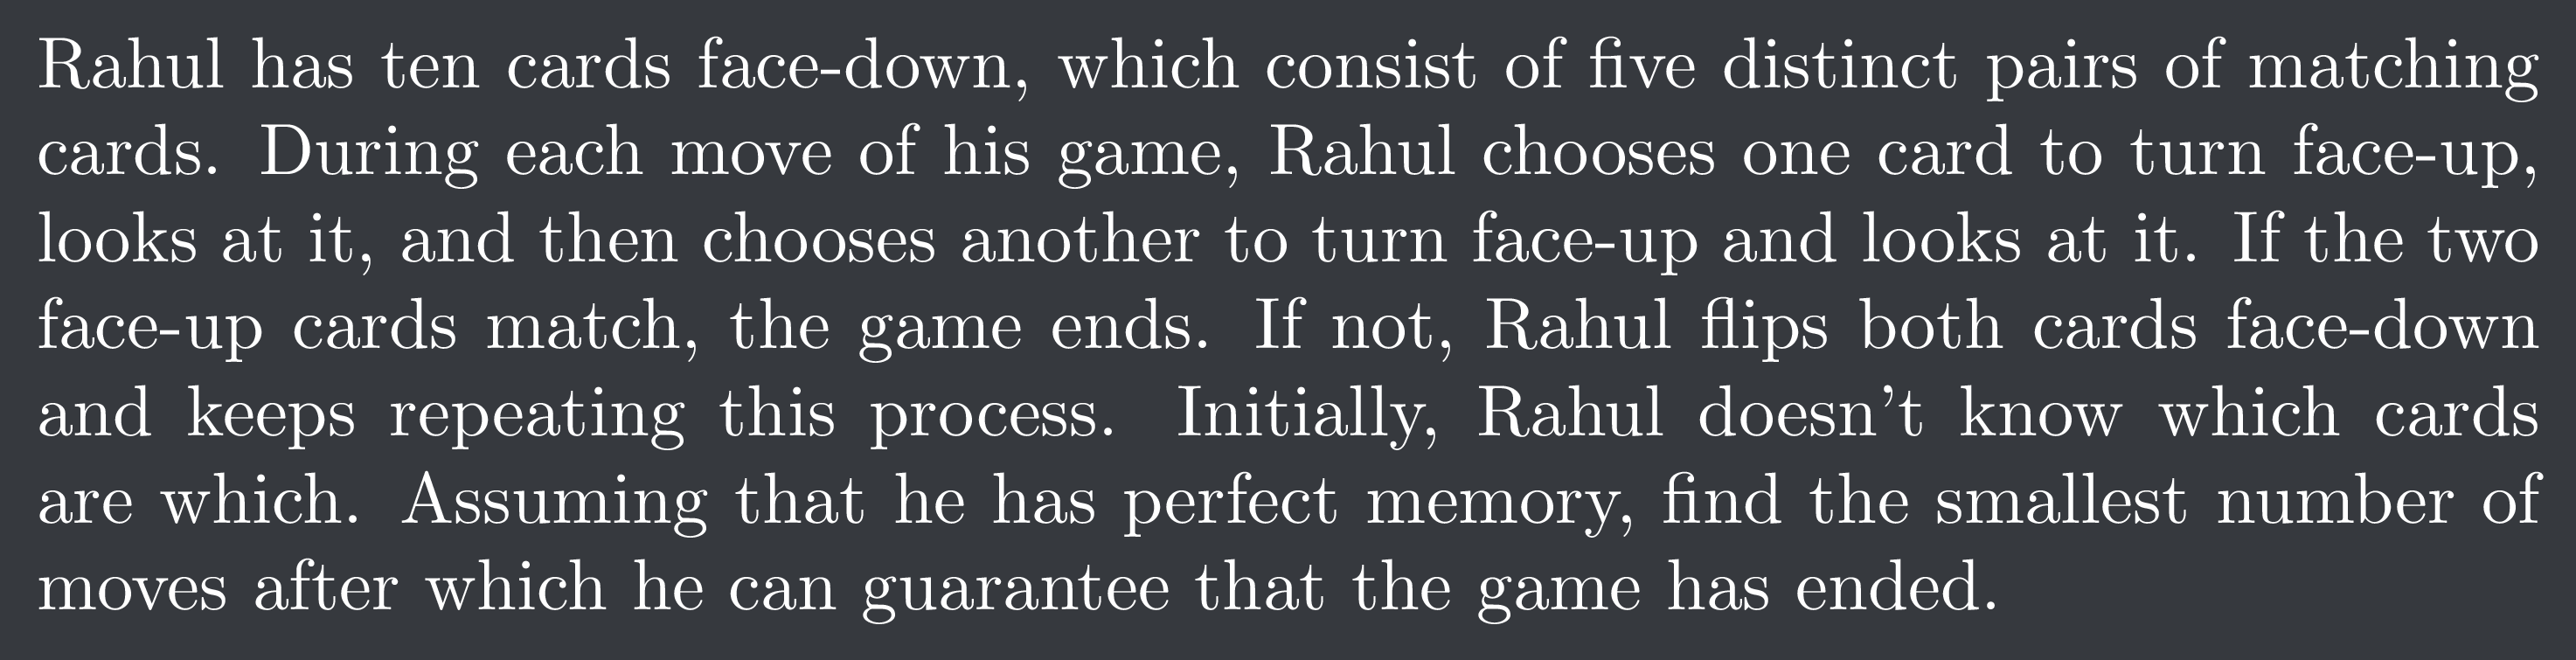 Rahul has ten cards face-down, which consist of five distinct pairs of matching
cards. During each move of his game, Rahul chooses one card to turn face-up,
looks at it, and then chooses another to turn face-up and looks at it. If the two
face-up cards match, the game ends. If not, Rahul flips both cards face-down
and keeps repeating this process. Initially, Rahul doesn't know which cards
are which. Assuming that he has perfect memory, find the smallest number of
moves after which he can guarantee that the game has ended.